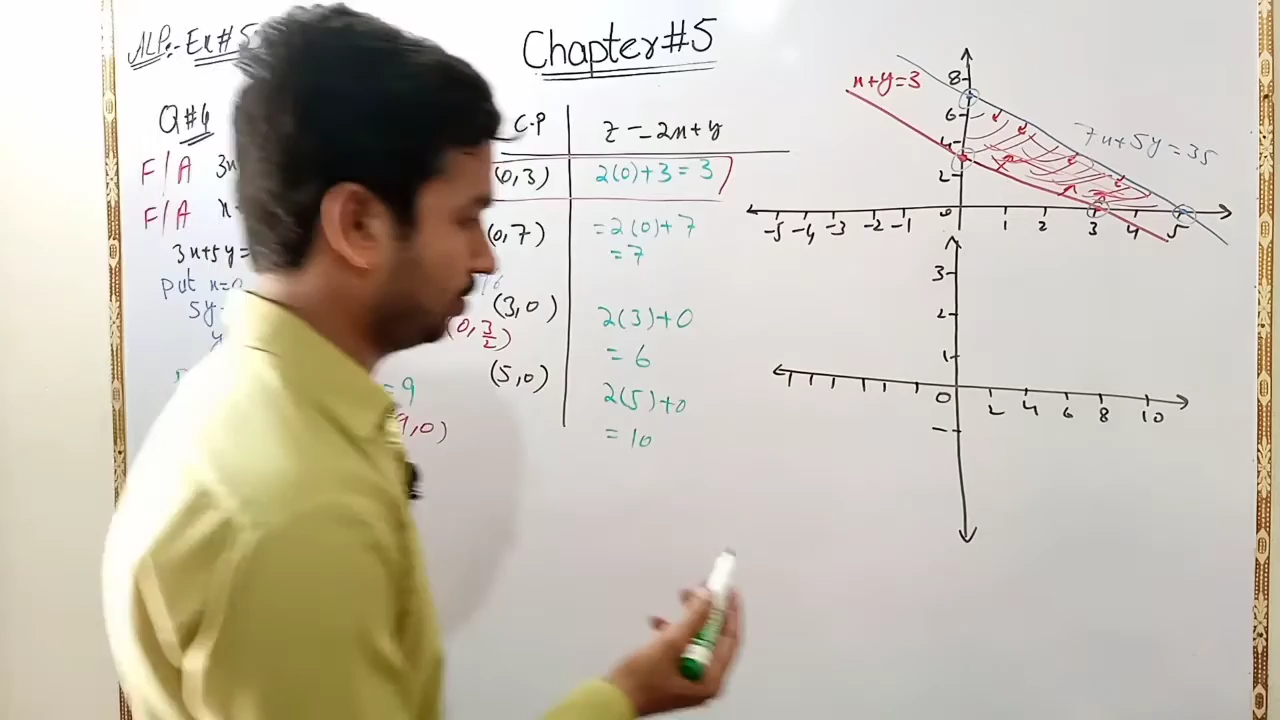 Chapter#5
ALP:- Ex#5
Q#4
F/A 3x
F/A x+
3x+5y=
put x=0
5y
y
= 9
9,0)
(0, 3/2)
C.P
z = 2x+y
(0,3)
2(0)+3 = 3
(0,7)
= 2(0)+7
= 7
(3,0)
2(3)+0
= 6
(5,0)
2(5)+0
= 10
x+y=3
7x+5y=35
8
6
4
2
0
-5 -4 -3 -2 -1 1 2 3 4 5
3
2
1
0 2 4 6 8 10